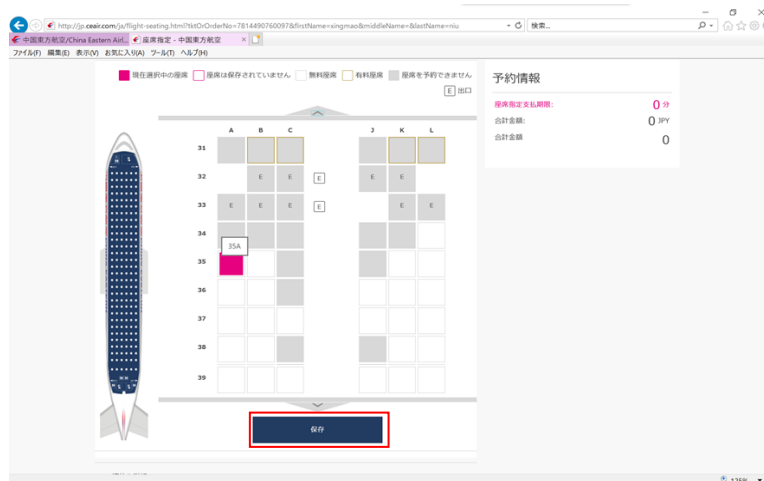 http://jp.ceair.com/ja/flight-seating.html?tktOrOrderNo=7814490760097&firstName=xingmao&middleName=&lastName=niu
検索...
中国東方航空/China Eastern Airl...
座席指定 - 中国東方航空
ファイル(F) 編集(E) 表示(V) お気に入り(A) ツール(T) ヘルプ(H)
現在選択中の座席 座席は保存されていません 無料座席 有料座席 座席を予約できません
E 出口
A B C J K L
31
32 E E E E E
33 E E E E E E
34
35A
35
36
37
38
39
保存
予約情報
座席指定支払期限: 0 分
合計金額: 0 JPY
合計金額 0
125%